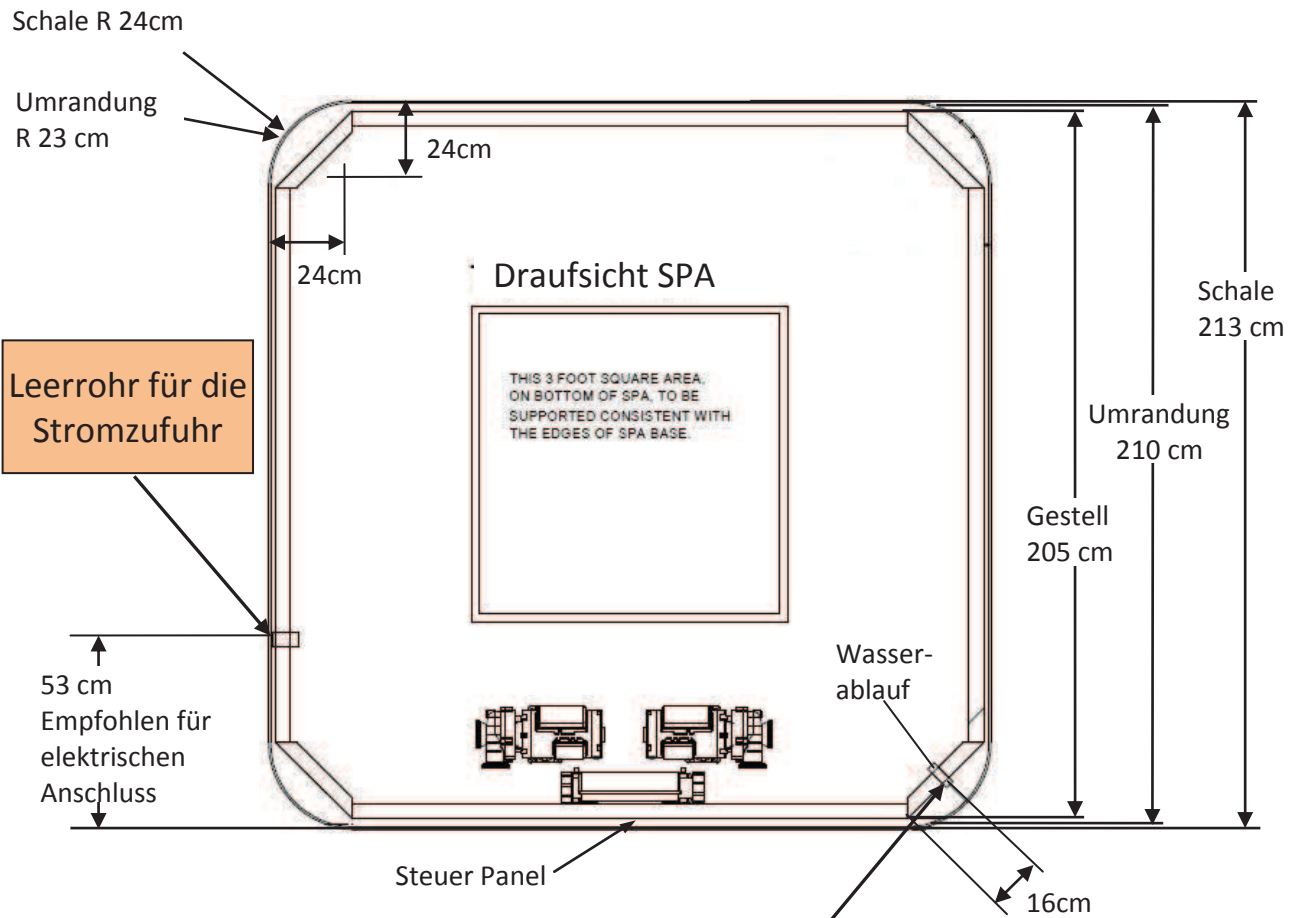 Schale R 24cm
Umrandung
R 23 cm
24cm
24cm
Draufsicht SPA
Schale
213 cm
Leerrohr für die
Stromzufuhr
THIS 3 FOOT SQUARE AREA,
ON BOTTOM OF SPA, TO BE
SUPPORTED CONSISTENT WITH
THE EDGES OF SPA BASE.
Umrandung
210 cm
Gestell
205 cm
Wasser-
ablauf
53 cm
Empfohlen für
elektrischen
Anschluss
Steuer Panel
16cm